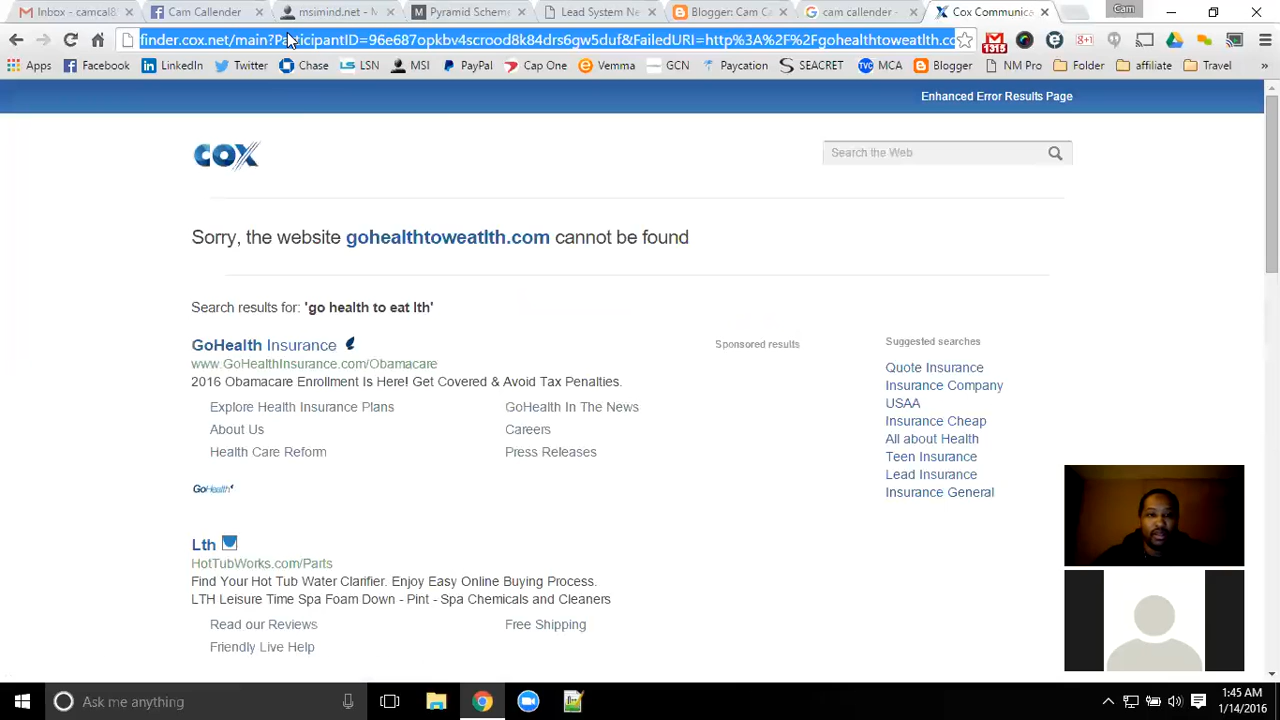 Inbox - camcal8
Cam Callender
msimind.net - M
Pyramid Scheme
Lead System Ne
Blogger: Cam Ca
cam callender -
Cox Communica
Cam
finder.cox.net/main?ParticipantID=96e687opkbv4scrood8k84drs6gw5duf&FailedURI=http%3A%2F%2Fgohealthtoweatlth.cc
1315
Apps
Facebook
LinkedIn
Twitter
Chase
LSN
MSI
PayPal
Cap One
Vemma
GCN
Paycation
SEACRET
MCA
Blogger
NM Pro
Folder
affiliate
Travel
Enhanced Error Results Page
COX
Search the Web
Sorry, the website gohealthtoweatlth.com cannot be found
Search results for: 'go health to eat lth'
GoHealth Insurance
www.GoHealthInsurance.com/Obamacare
2016 Obamacare Enrollment Is Here! Get Covered & Avoid Tax Penalties.
Explore Health Insurance Plans
GoHealth In The News
About Us
Careers
Health Care Reform
Press Releases
GoHealth
Sponsored results
Suggested searches
Quote Insurance
Insurance Company
USAA
Insurance Cheap
All about Health
Teen Insurance
Lead Insurance
Insurance General
Lth
HotTubWorks.com/Parts
Find Your Hot Tub Water Clarifier. Enjoy Easy Online Buying Process.
LTH Leisure Time Spa Foam Down - Pint - Spa Chemicals and Cleaners
Read our Reviews
Free Shipping
Friendly Live Help
Ask me anything
1:45 AM
1/14/2016